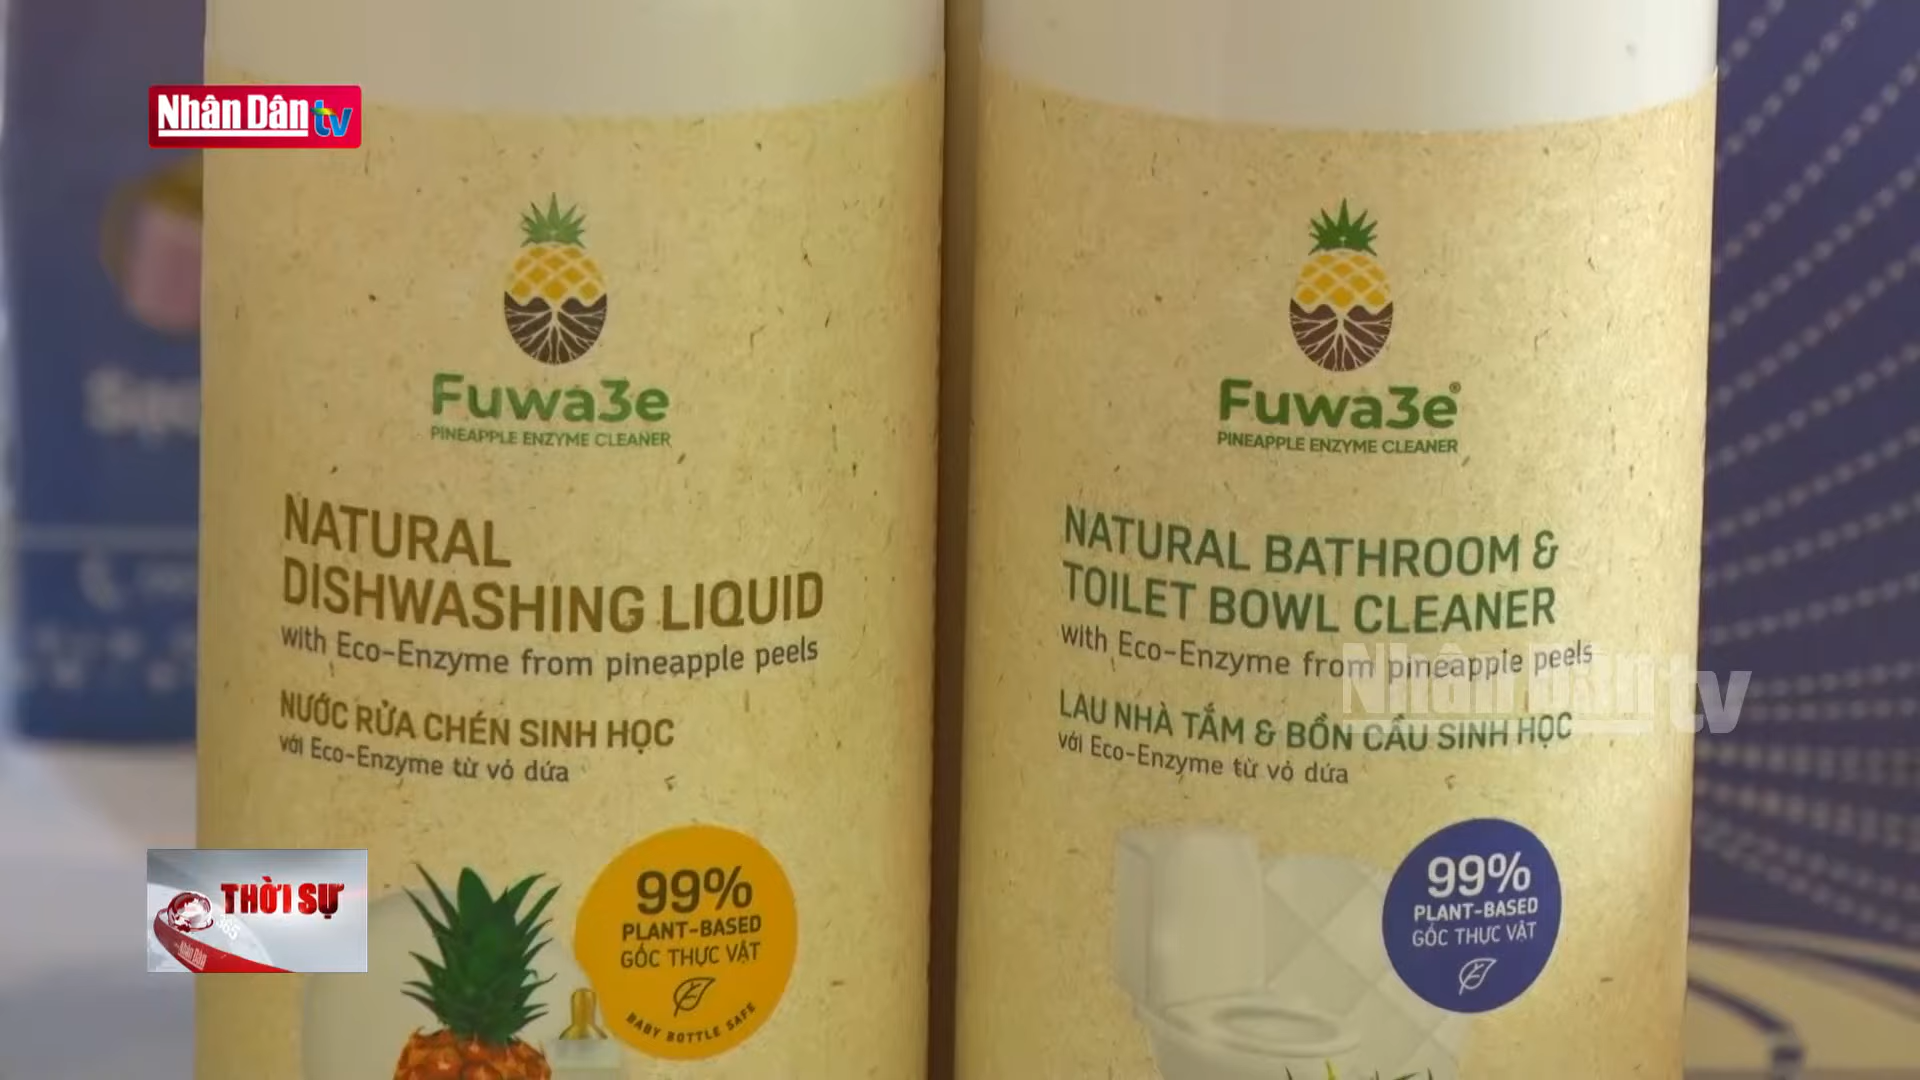 Nhân Dân tv
Fuwa3e
PINEAPPLE ENZYME CLEANER
NATURAL
DISHWASHING LIQUID
with Eco-Enzyme from pineapple peels
NƯỚC RỬA CHÉN SINH HỌC
với Eco-Enzyme từ vỏ dứa
99%
PLANT-BASED
GỐC THỰC VẬT
BABY BOTTLE SAFE
Fuwa3e®
PINEAPPLE ENZYME CLEANER
NATURAL BATHROOM &
TOILET BOWL CLEANER
with Eco-Enzyme from pineapple peels
LAU NHÀ TẮM & BỒN CẦU SINH HỌC
với Eco-Enzyme từ vỏ dứa
99%
PLANT-BASED
GỐC THỰC VẬT
Nhân Dân tv
THỜI SỰ
365
Nhân Dân